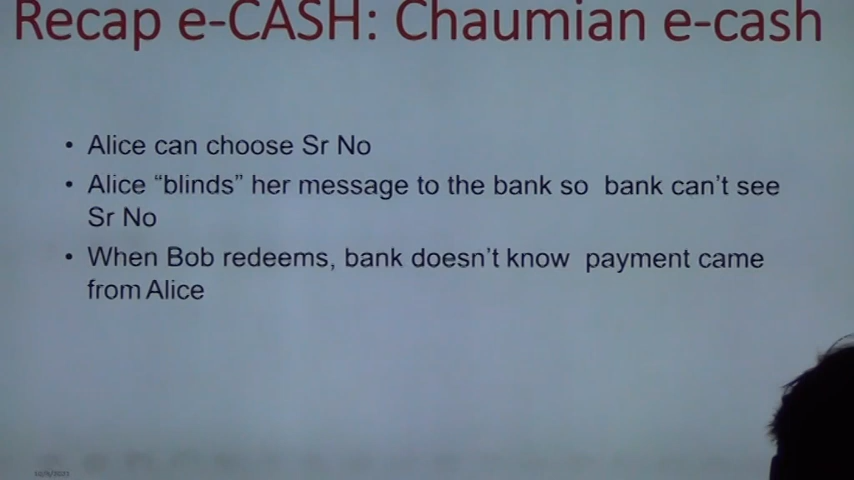 Recap e-CASH: Chaumian e-cash
• Alice can choose Sr No
• Alice “blinds” her message to the bank so bank can’t see
Sr No
• When Bob redeems, bank doesn’t know payment came
from Alice